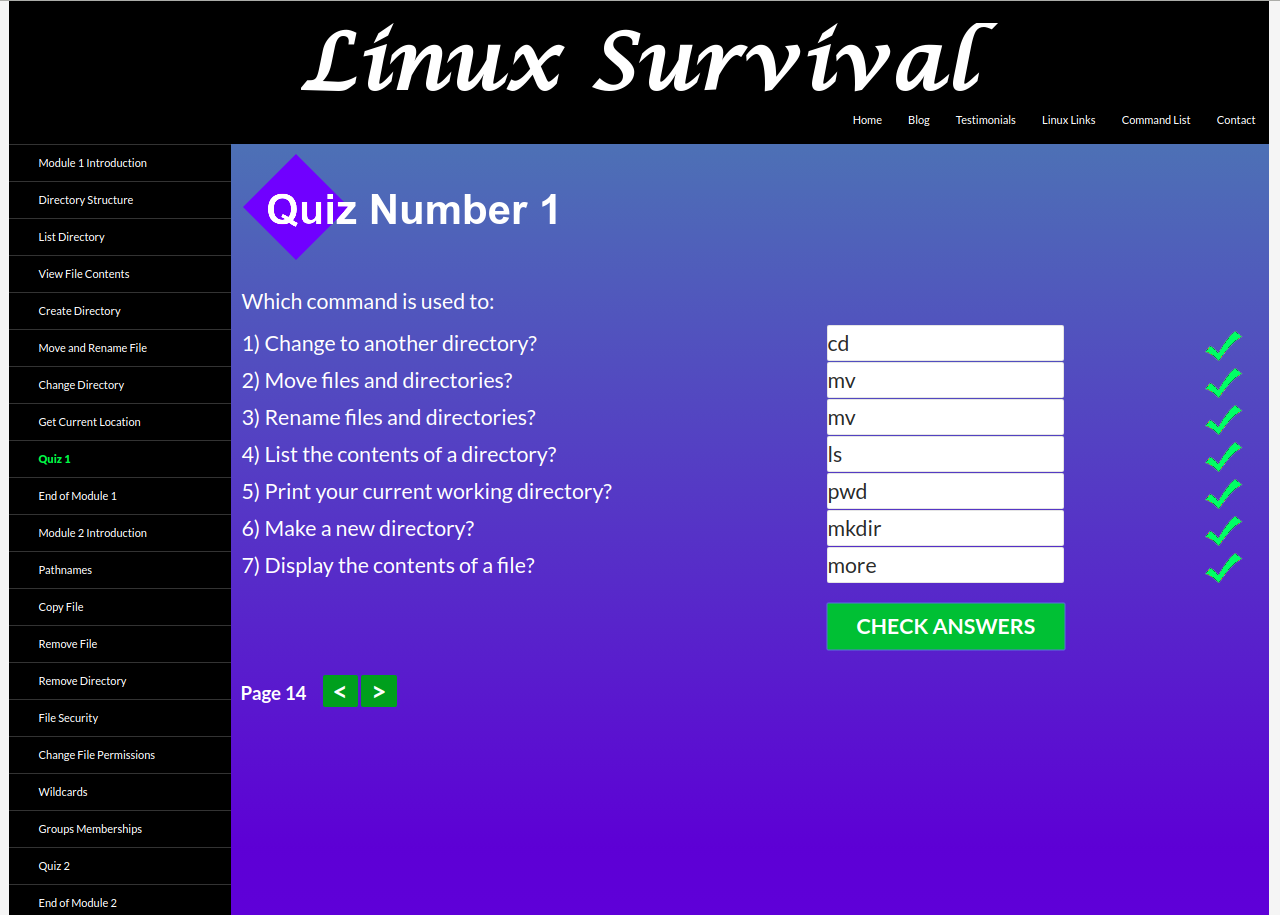 Linux Survival
Home Blog Testimonials Linux Links Command List Contact
Module 1 Introduction
Directory Structure
List Directory
View File Contents
Create Directory
Move and Rename File
Change Directory
Get Current Location
Quiz 1
End of Module 1
Module 2 Introduction
Pathnames
Copy File
Remove File
Remove Directory
File Security
Change File Permissions
Wildcards
Groups Memberships
Quiz 2
End of Module 2
Quiz Number 1
Which command is used to:
1) Change to another directory? cd
2) Move files and directories? mv
3) Rename files and directories? mv
4) List the contents of a directory? ls
5) Print your current working directory? pwd
6) Make a new directory? mkdir
7) Display the contents of a file? more
CHECK ANSWERS
Page 14 < >